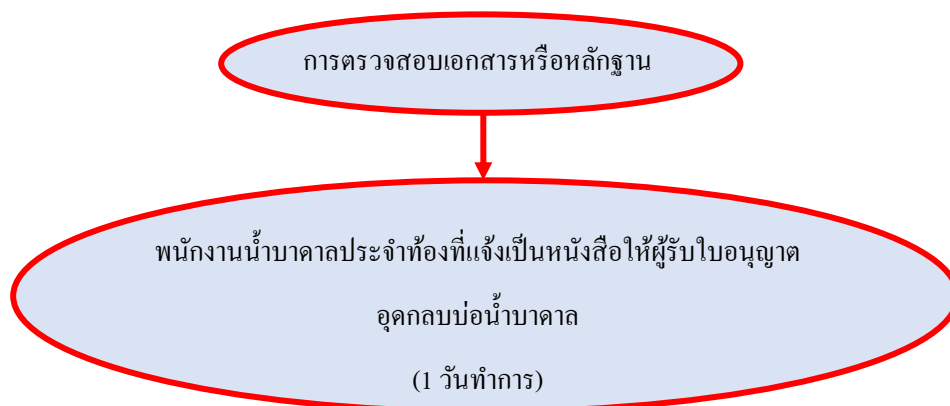 การตรวจสอบเอกสารหรือหลักฐาน
พนักงานน้ำบาดาลประจำท้องที่แจ้งเป็นหนังสือให้ผู้รับใบอนุญาต
อุดกลบบ่อน้ำบาดาล
(1 วันทำการ)